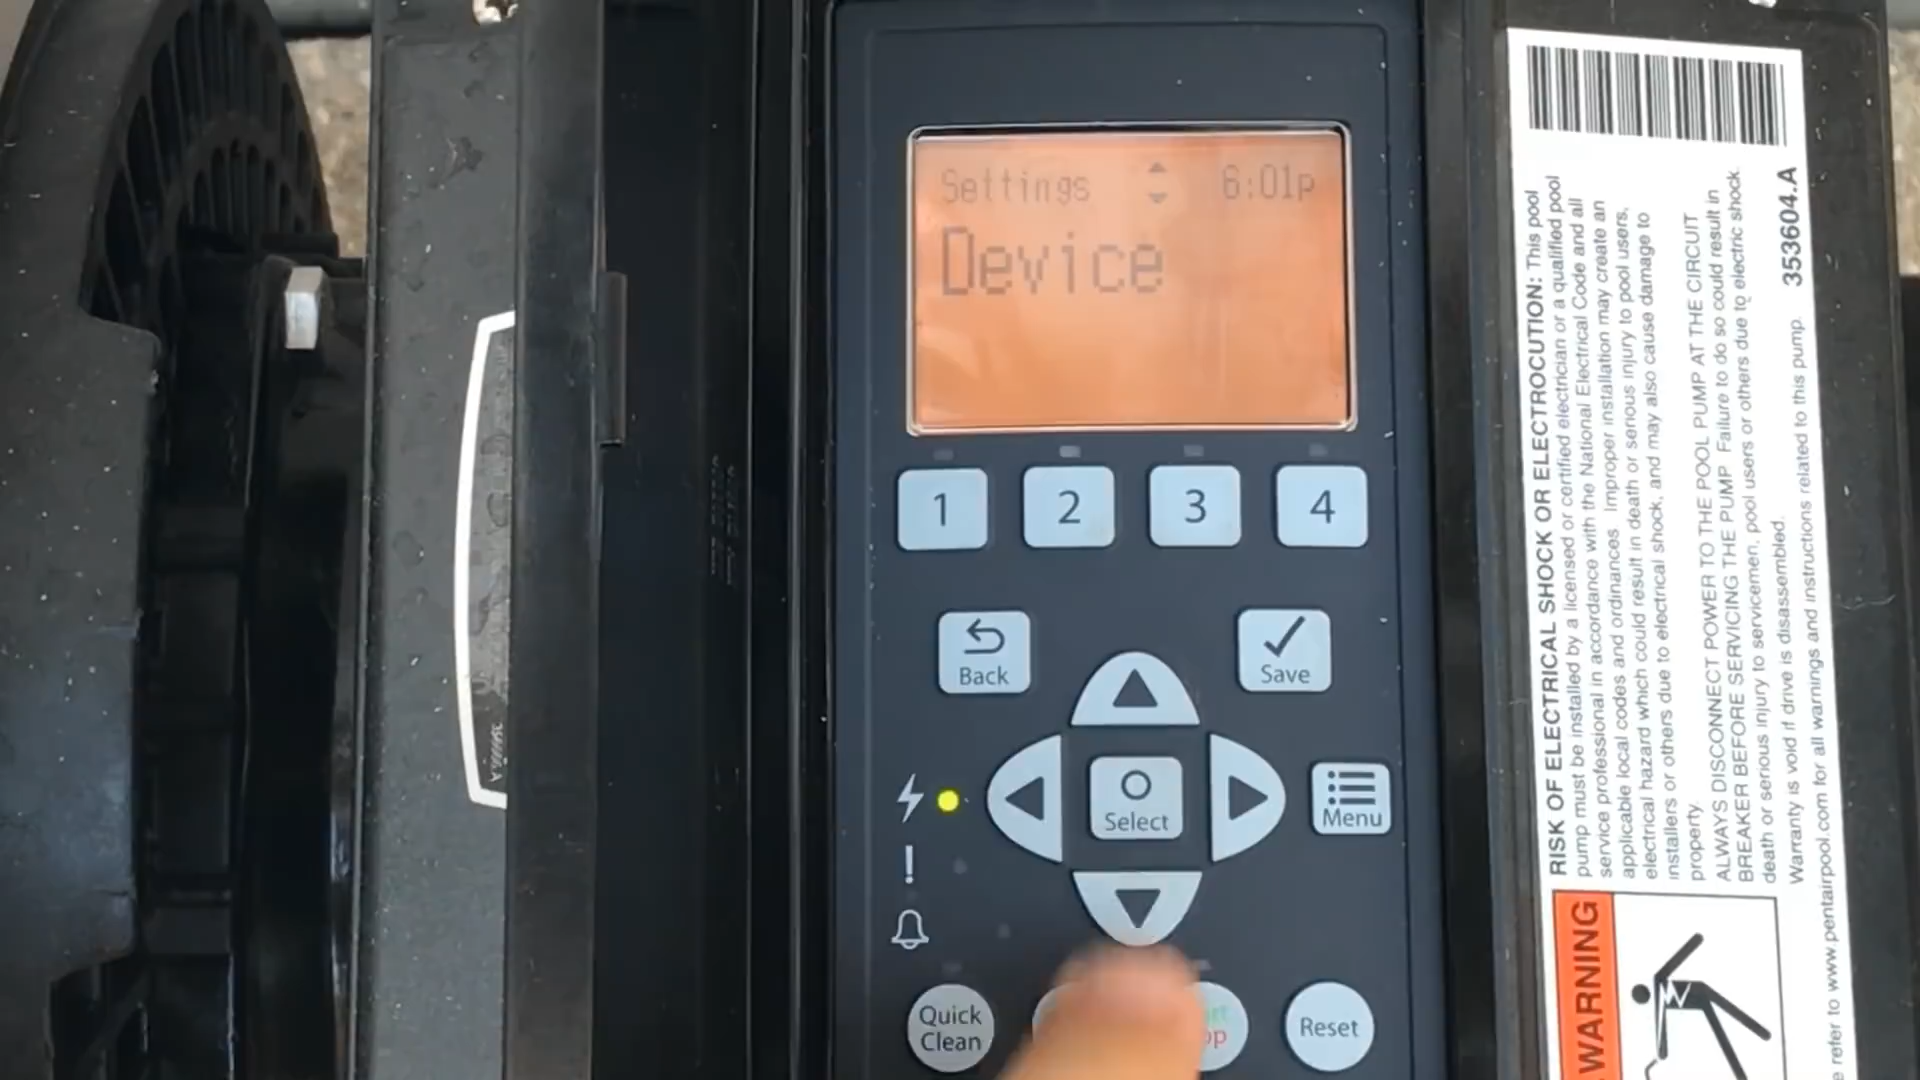 Settings 6:01p
Device
1 2 3 4
Back
Save
Select
Menu
Quick
Clean
Reset
353604.A
RISK OF ELECTRICAL SHOCK OR ELECTROCUTION: This pool
pump must be installed by a licensed or certified electrician or a qualified pool
service professional in accordance with the National Electrical Code and all
applicable local codes and ordinances. Improper installation may create an
electrical hazard which could result in death or serious injury to pool users,
installers or others due to electrical shock, and may also cause damage to
property.
ALWAYS DISCONNECT POWER TO THE POOL PUMP AT THE CIRCUIT
BREAKER BEFORE SERVICING THE PUMP. Failure to do so could result in
death or serious injury to servicemen, pool users or others due to electric shock.
Warranty is void if drive is disassembled.
refer to www.pentairpool.com for all warnings and instructions related to this pump.
WARNING